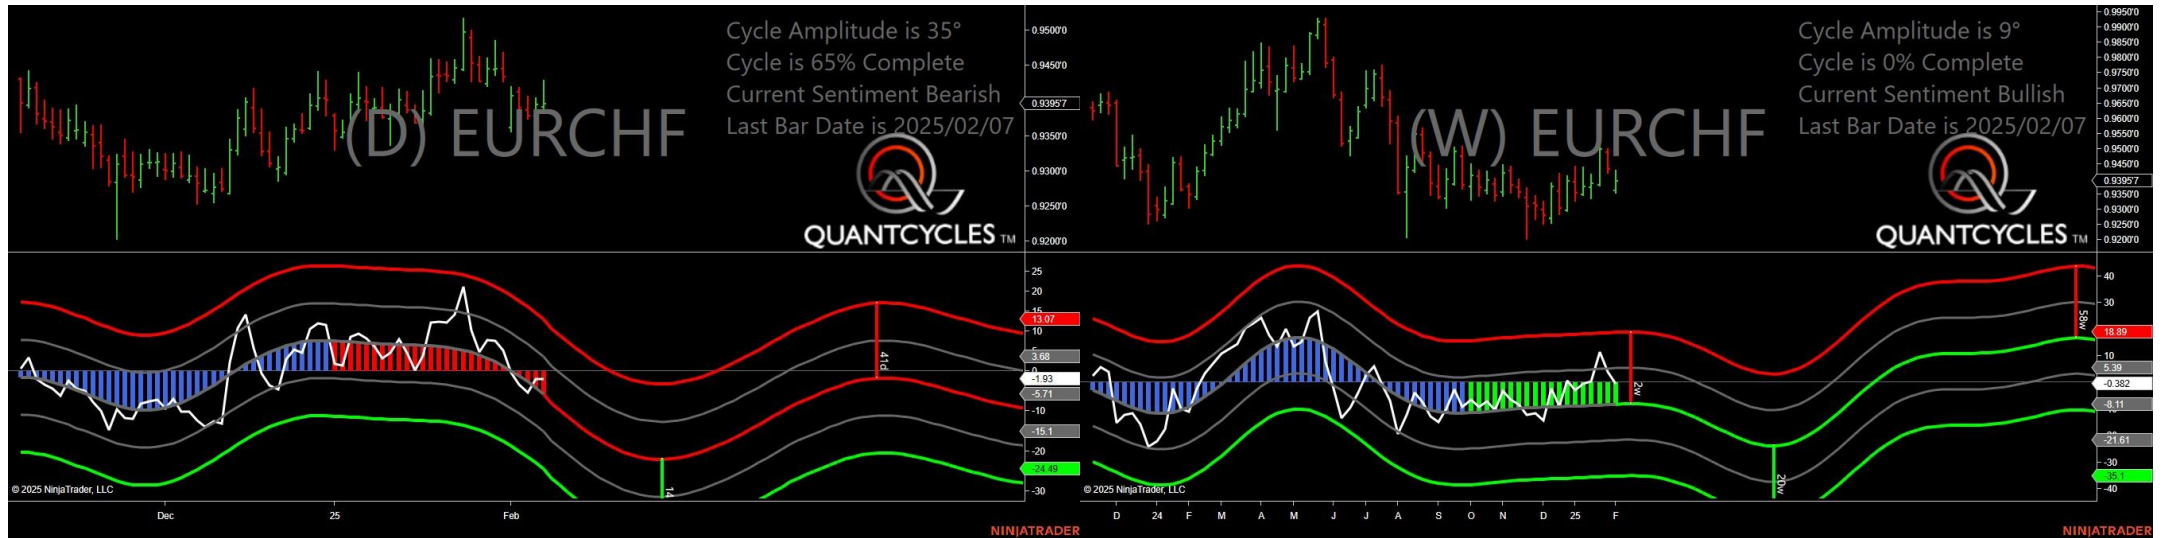 Cycle Amplitude is 35°
Cycle is 65% Complete
Current Sentiment Bearish
Last Bar Date is 2025/02/07
(D) EURCHF
QUANTCYCLES TM
0.9500'0
0.9450'0
0.93957
0.9350'0
0.9300'0
0.9250'0
0.9200'0
25
20
15
13.07
10
5
3.68
0
-1.93
-5.71
-10
-15.1
-20
-24.49
-30
41d
14
© 2025 NinjaTrader, LLC
Dec
25
Feb
NINJATRADER
Cycle Amplitude is 9°
Cycle is 0% Complete
Current Sentiment Bullish
Last Bar Date is 2025/02/07
(W) EURCHF
QUANTCYCLES TM
0.9950'0
0.9900'0
0.9850'0
0.9800'0
0.9750'0
0.9700'0
0.9650'0
0.9600'0
0.9550'0
0.9500'0
0.9450'0
0.93957
0.9350'0
0.9300'0
0.9250'0
0.9200'0
40
30
18.89
10
5.39
-0.382
-8.11
-21.61
-30
-35.1
-40
58w
2w
20w
© 2025 NinjaTrader, LLC
D
24
F
M
A
M
J
J
A
S
O
N
D
25
F
NINJATRADER